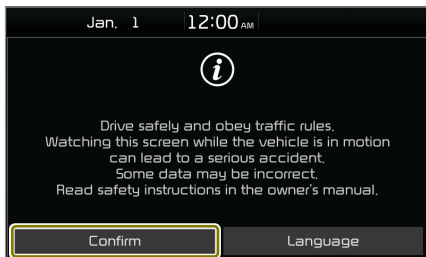 Jan. 1 12:00 AM
i
Drive safely and obey traffic rules.
Watching this screen while the vehicle is in motion
can lead to a serious accident.
Some data may be incorrect.
Read safety instructions in the owner's manual.
Confirm Language